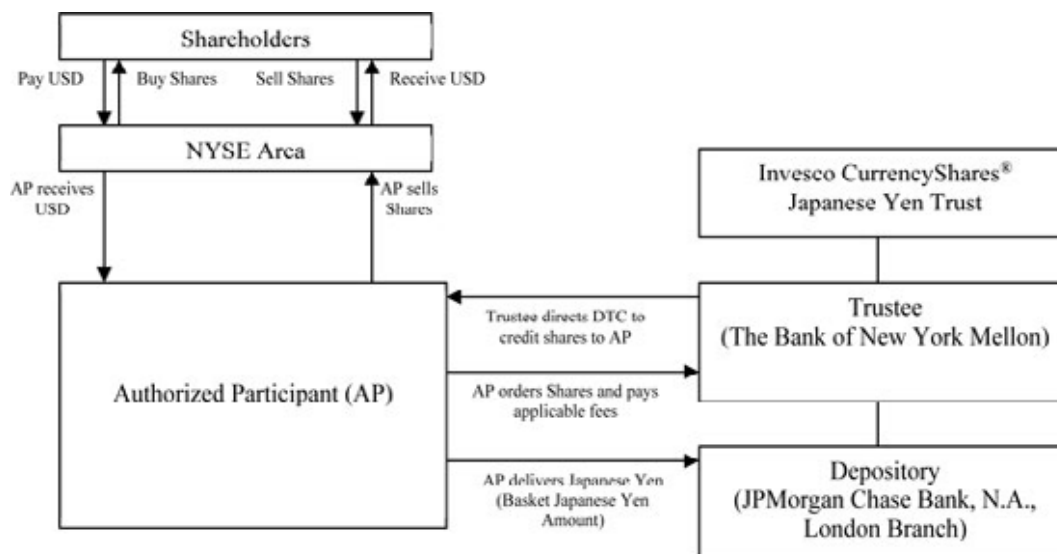 Shareholders
Pay USD
Buy Shares
Sell Shares
Receive USD
NYSE Arca
AP receives
USD
AP sells
Shares
Invesco CurrencyShares®
Japanese Yen Trust
Trustee directs DTC to
credit shares to AP
Trustee
(The Bank of New York Mellon)
Authorized Participant (AP)
AP orders Shares and pays
applicable fees
AP delivers Japanese Yen
(Basket Japanese Yen
Amount)
Depository
(JPMorgan Chase Bank, N.A.,
London Branch)